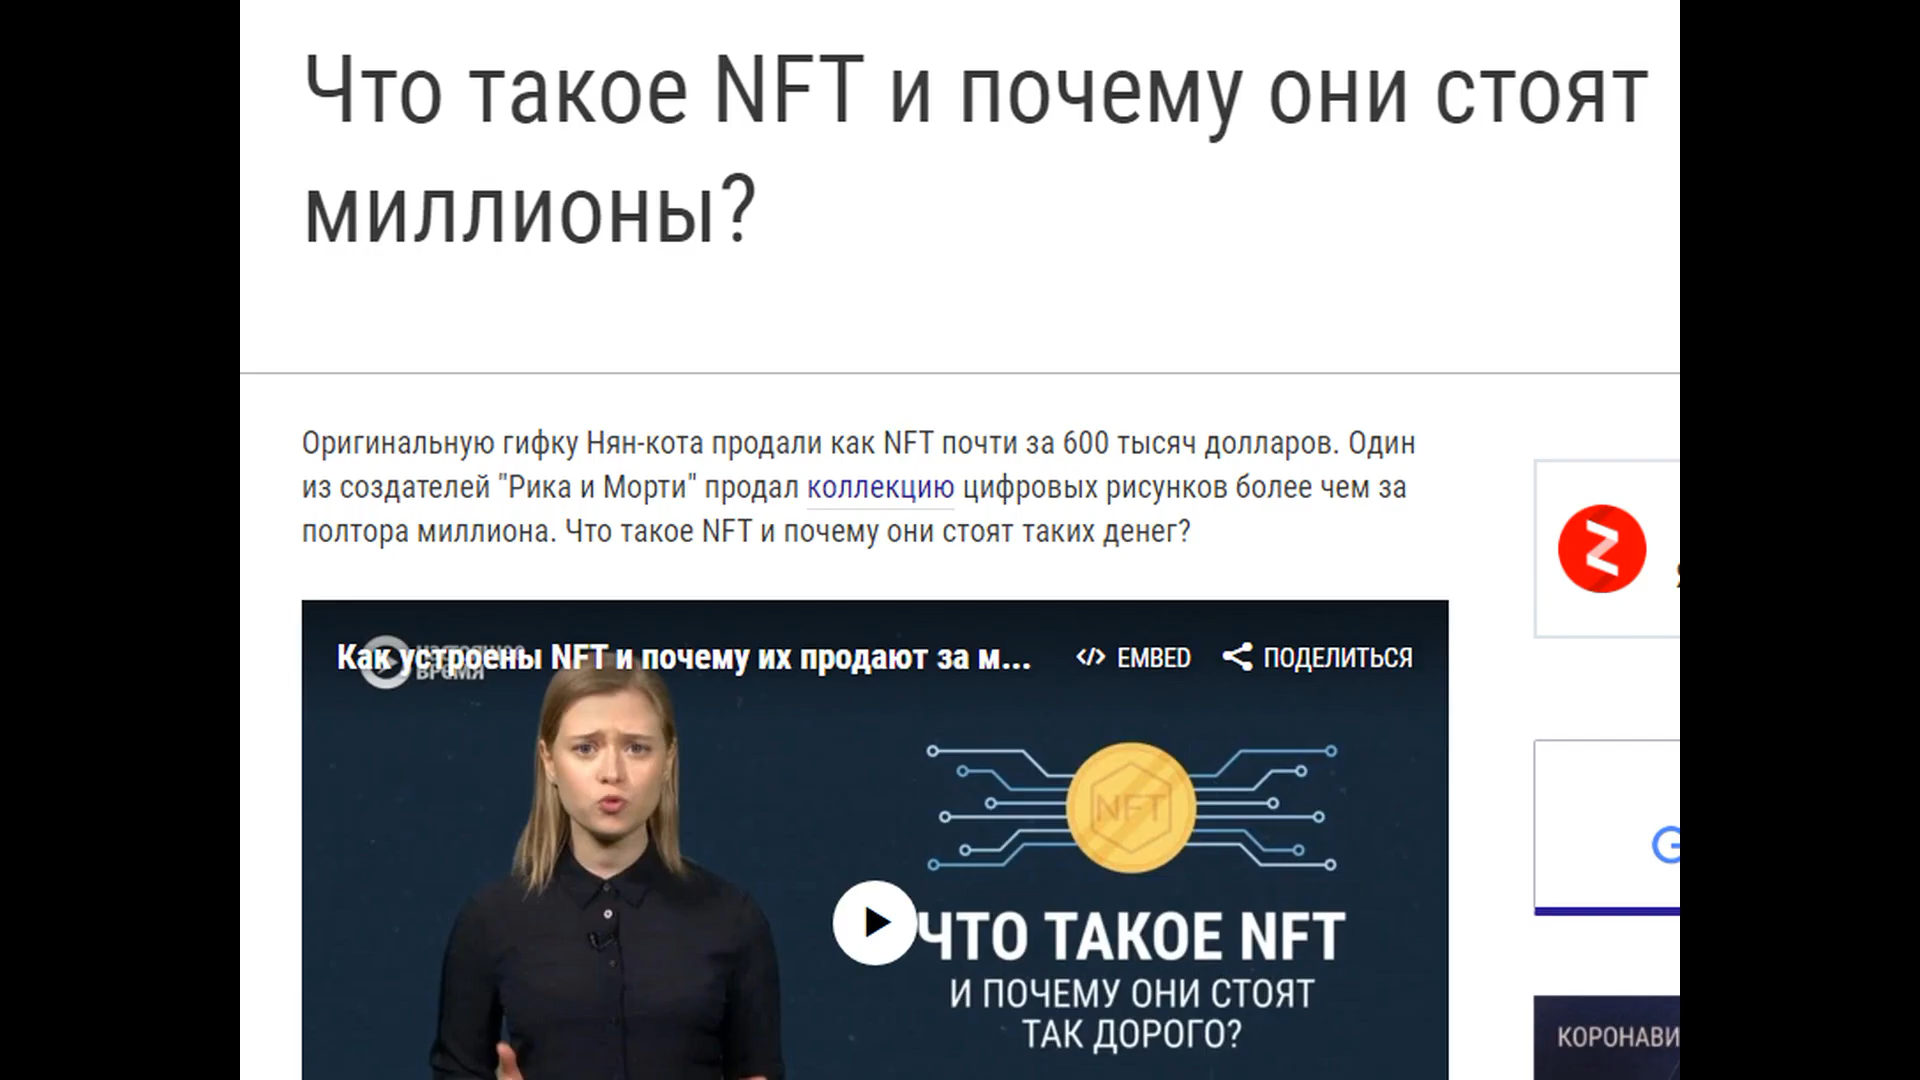 Что такое NFT и почему они стоят
миллионы?
Оригинальную гифку Нян-кота продали как NFT почти за 600 тысяч долларов. Один
из создателей "Рика и Морти" продал коллекцию цифровых рисунков более чем за
полтора миллиона. Что такое NFT и почему они стоят таких денег?
Как устроены NFT и почему их продают за м...
EMBED
ПОДЕЛИТЬСЯ
ВРЕМЯ
NFT
ЧТО ТАКОЕ NFT
И ПОЧЕМУ ОНИ СТОЯТ
ТАК ДОРОГО?
КОРОНАВИ